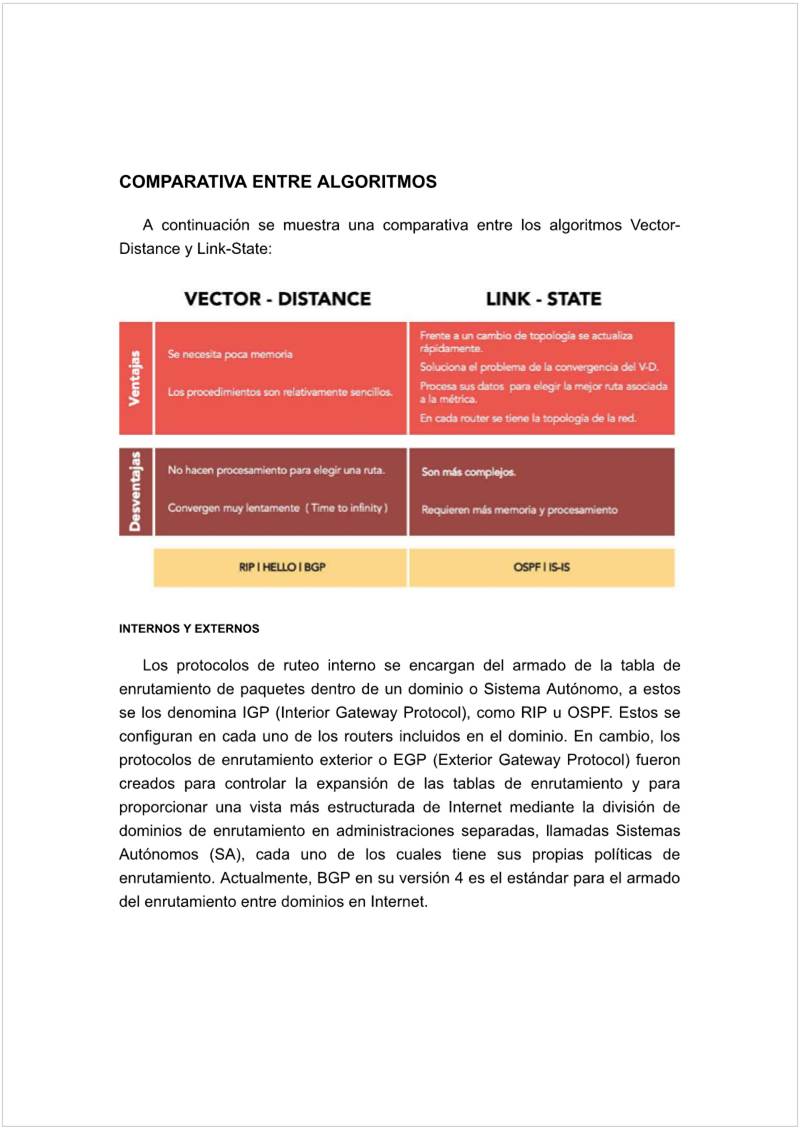 COMPARATIVA ENTRE ALGORITMOS
A continuación se muestra una comparativa entre los algoritmos Vector-
Distance y Link-State:
VECTOR - DISTANCE
LINK - STATE
Ventajas
Se necesita poca memoria
Los procedimientos son relativamente sencillos.
Frente a un cambio de topología se actualiza
rápidamente.
Soluciona el problema de la convergencia del V-D.
Procesa sus datos para elegir la mejor ruta asociada
a la métrica.
En cada router se tiene la topología de la red.
Desventajas
No hacen procesamiento para elegir una ruta.
Convergen muy lentamente ( Time to infinity )
Son más complejos.
Requieren más memoria y procesamiento
RIP | HELLO | BGP
OSPF | IS-IS
INTERNOS Y EXTERNOS
Los protocolos de ruteo interno se encargan del armado de la tabla de
enrutamiento de paquetes dentro de un dominio o Sistema Autónomo, a estos
se los denomina IGP (Interior Gateway Protocol), como RIP u OSPF. Estos se
configuran en cada uno de los routers incluidos en el dominio. En cambio, los
protocolos de enrutamiento exterior o EGP (Exterior Gateway Protocol) fueron
creados para controlar la expansión de las tablas de enrutamiento y para
proporcionar una vista más estructurada de Internet mediante la división de
dominios de enrutamiento en administraciones separadas, llamadas Sistemas
Autónomos (SA), cada uno de los cuales tiene sus propias políticas de
enrutamiento. Actualmente, BGP en su versión 4 es el estándar para el armado
del enrutamiento entre dominios en Internet.